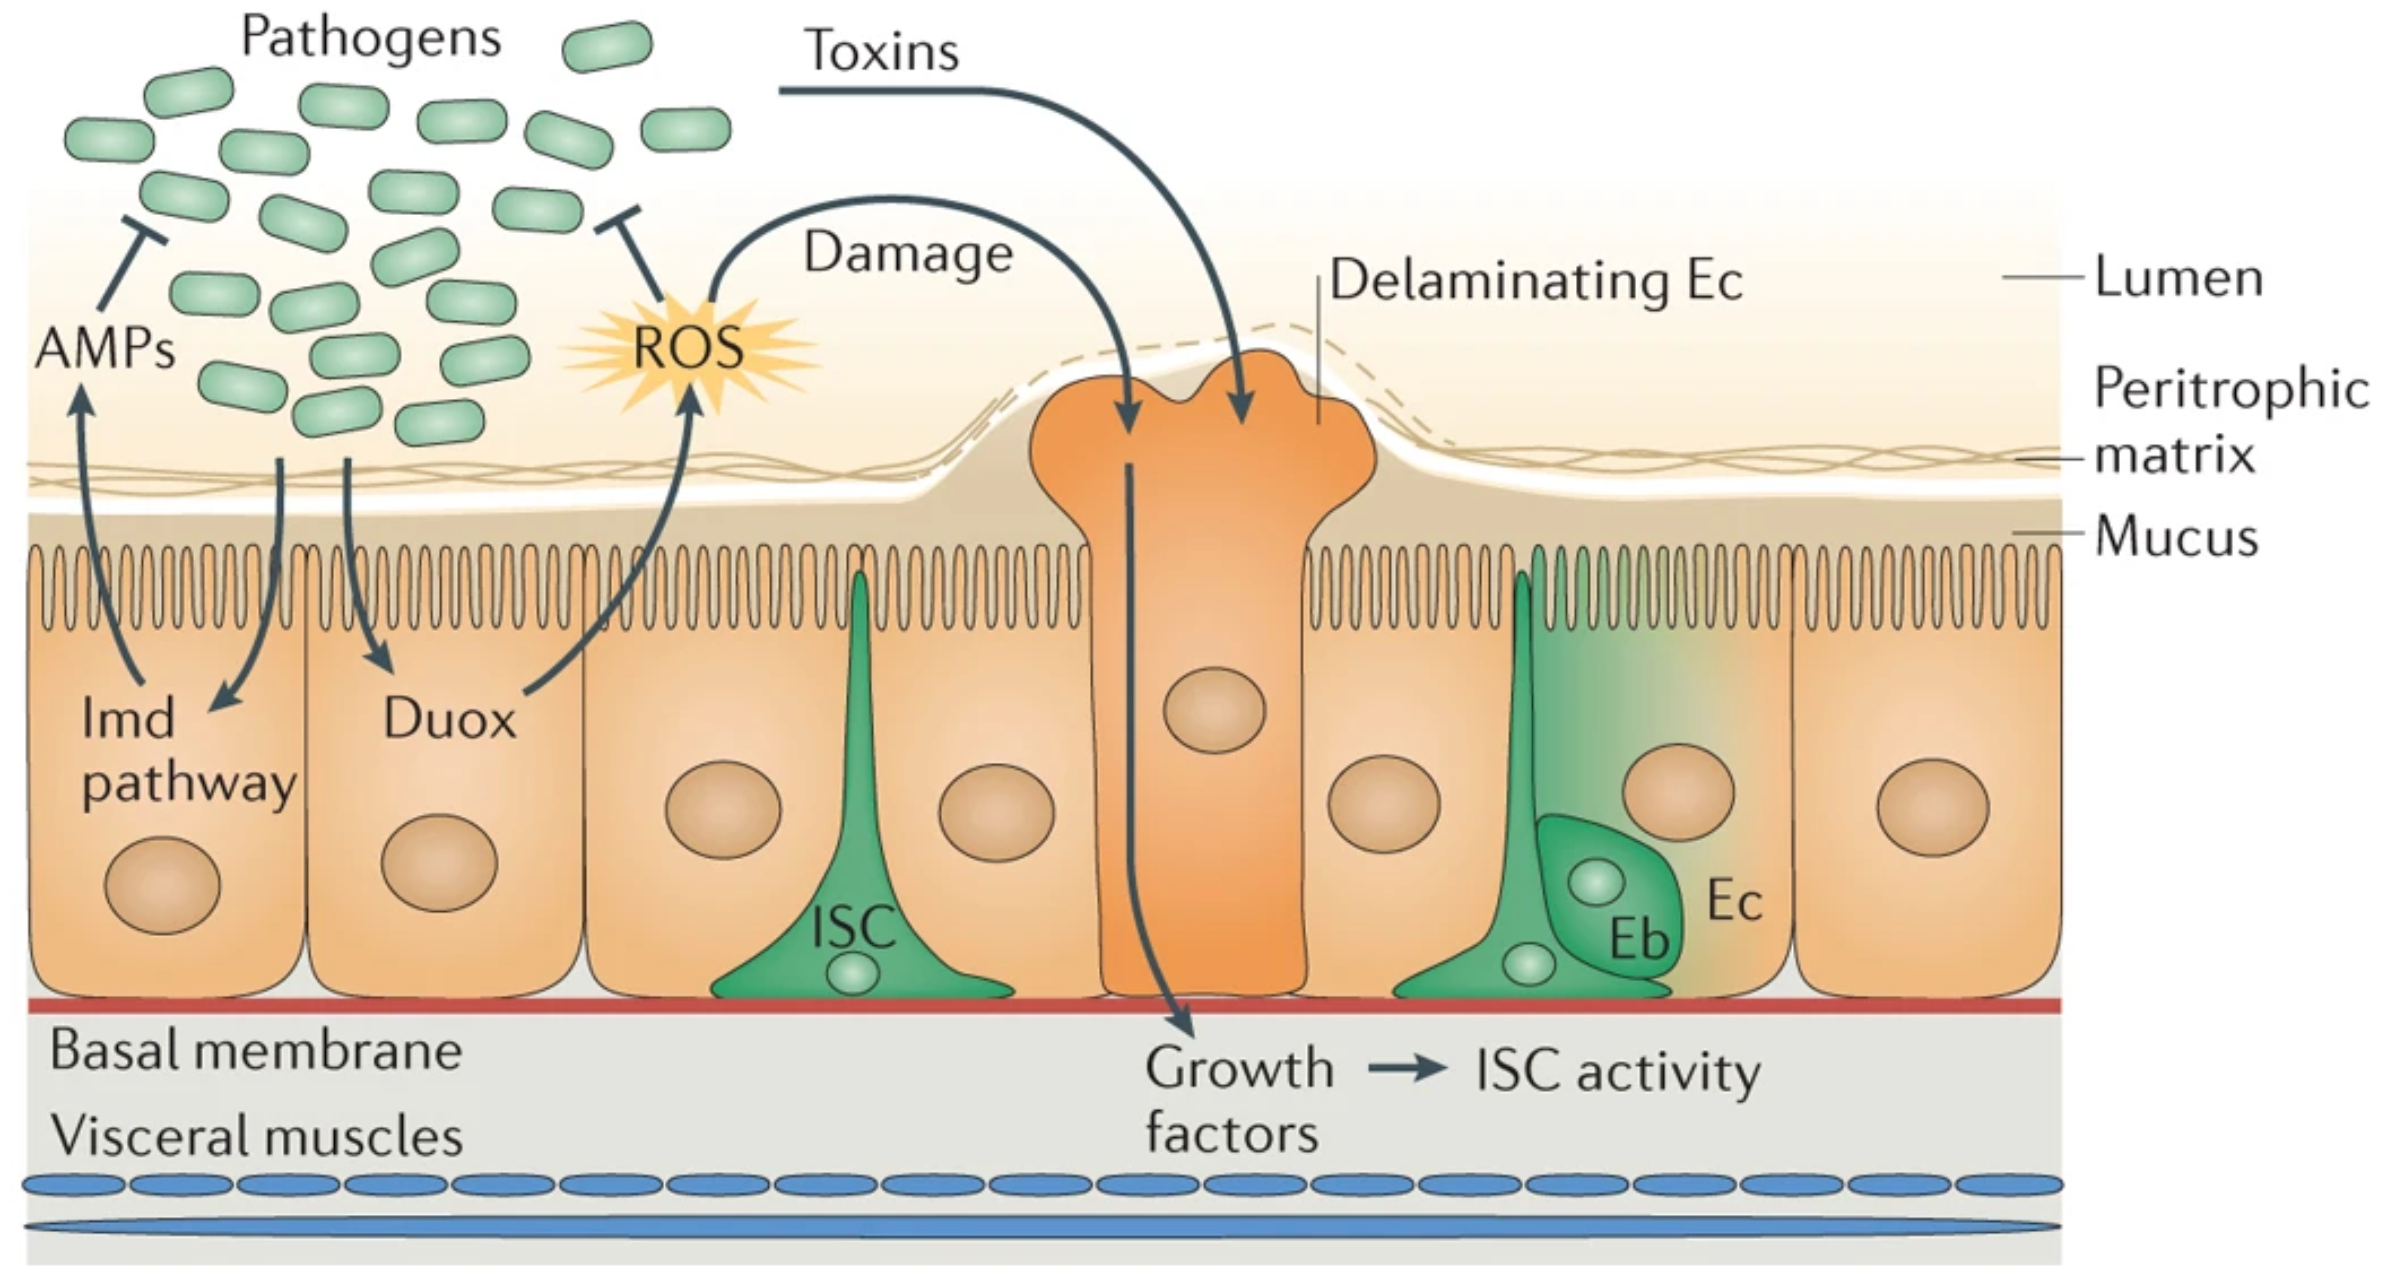 Pathogens
Toxins
Damage
Delaminating Ec
Lumen
AMPs
ROS
Peritrophic
matrix
Mucus
Imd
pathway
Duox
ISC
Eb
Ec
Basal membrane
Growth
factors
ISC activity
Visceral muscles